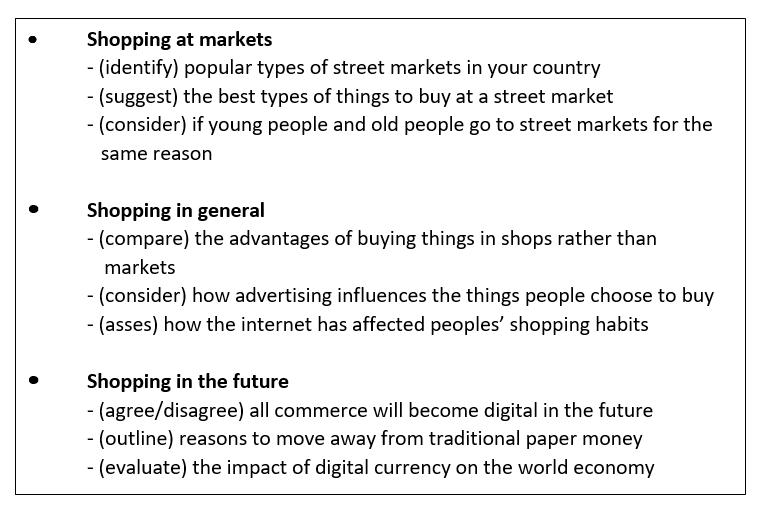 • Shopping at markets
- (identify) popular types of street markets in your country
- (suggest) the best types of things to buy at a street market
- (consider) if young people and old people go to street markets for the
same reason
• Shopping in general
- (compare) the advantages of buying things in shops rather than
markets
- (consider) how advertising influences the things people choose to buy
- (asses) how the internet has affected peoples’ shopping habits
• Shopping in the future
- (agree/disagree) all commerce will become digital in the future
- (outline) reasons to move away from traditional paper money
- (evaluate) the impact of digital currency on the world economy